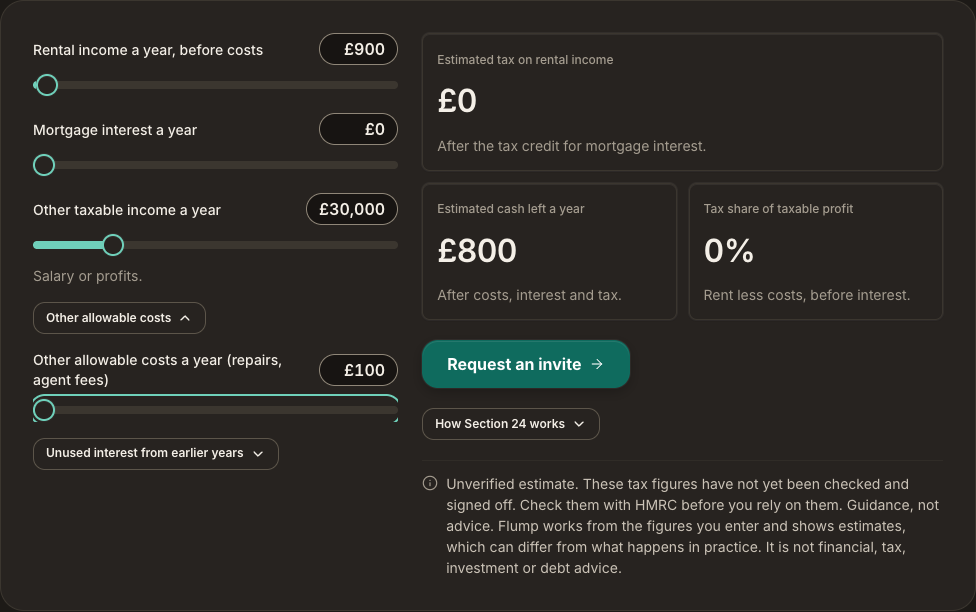 Rental income a year, before costs
£900
Mortgage interest a year
£0
Other taxable income a year
£30,000
Salary or profits.
Other allowable costs
Other allowable costs a year (repairs,
agent fees)
£100
Unused interest from earlier years
Estimated tax on rental income
£0
After the tax credit for mortgage interest.
Estimated cash left a year
£800
After costs, interest and tax.
Tax share of taxable profit
0%
Rent less costs, before interest.
Request an invite →
How Section 24 works
Unverified estimate. These tax figures have not yet been checked and
signed off. Check them with HMRC before you rely on them. Guidance, not
advice. Flump works from the figures you enter and shows estimates,
which can differ from what happens in practice. It is not financial, tax,
investment or debt advice.